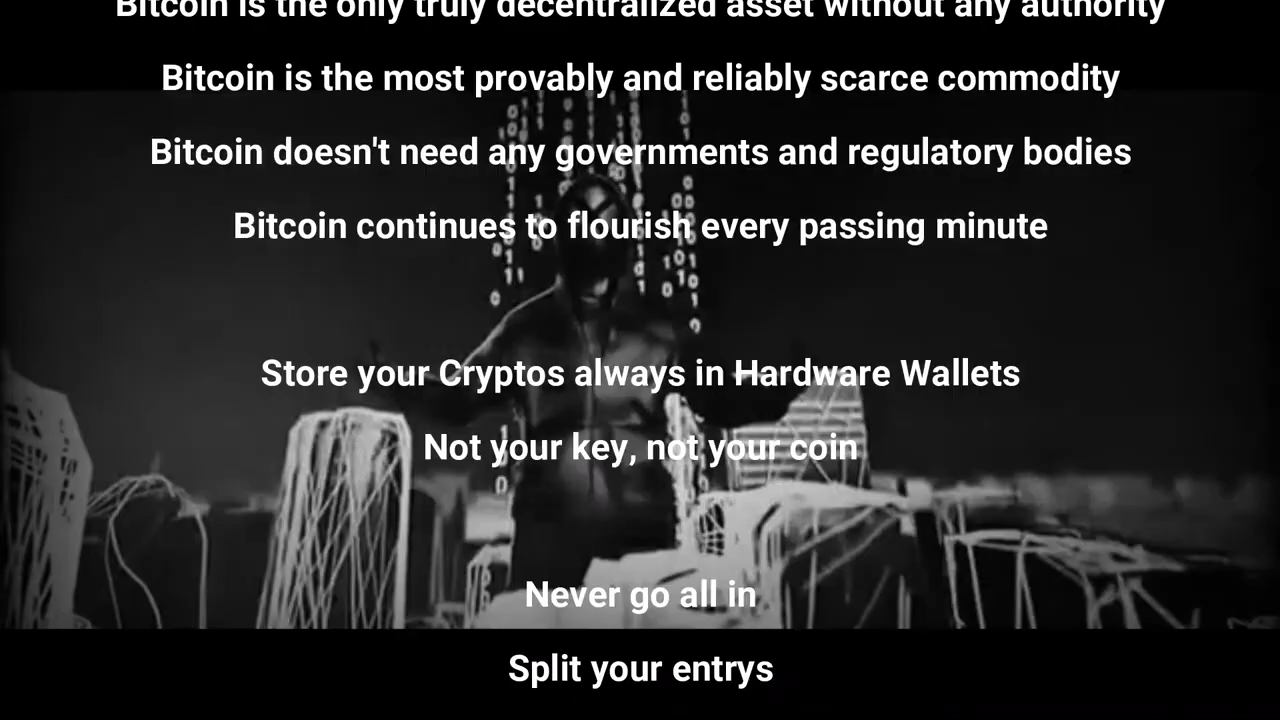 Bitcoin is the only truly decentralized asset without any authority
Bitcoin is the most provably and reliably scarce commodity
Bitcoin doesn't need any governments and regulatory bodies
Bitcoin continues to flourish every passing minute
Store your Cryptos always in Hardware Wallets
Not your key, not your coin
Never go all in
Split your entrys